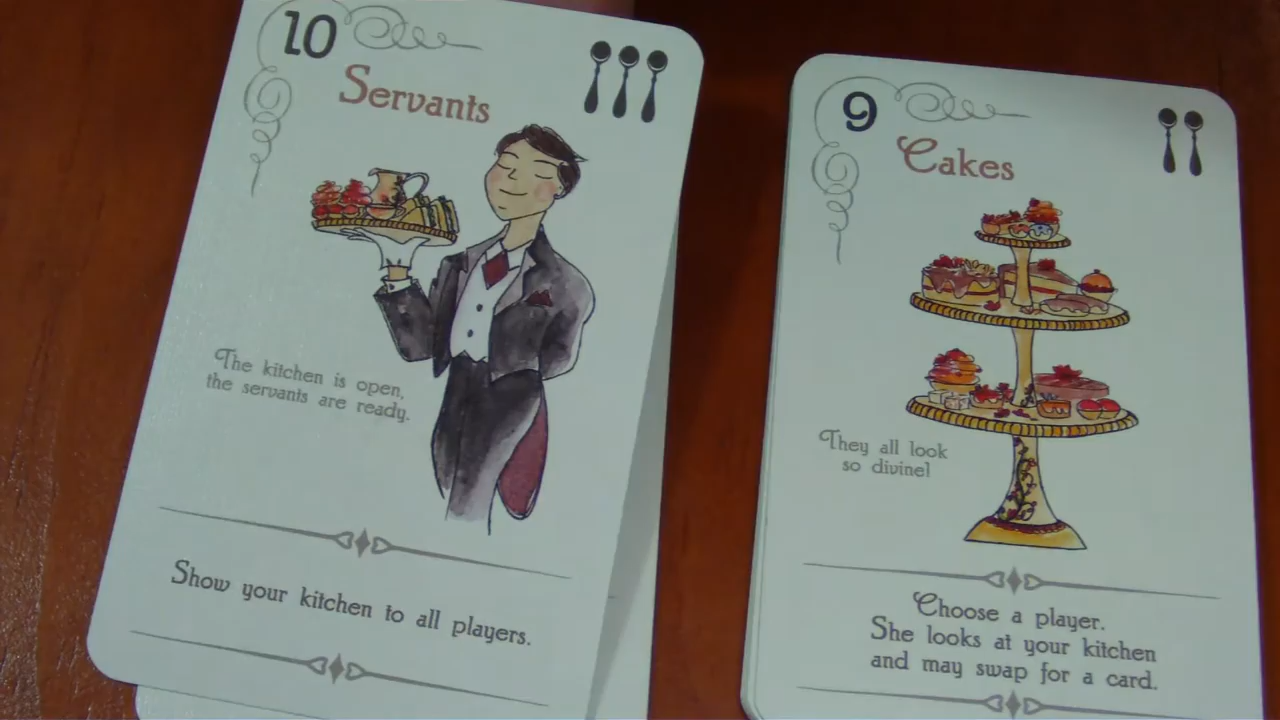 10
Servants
The kitchen is open,
the servants are ready.
Show your kitchen to all players.
9
Cakes
They all look
so divine!
Choose a player.
She looks at your kitchen
and may swap for a card.